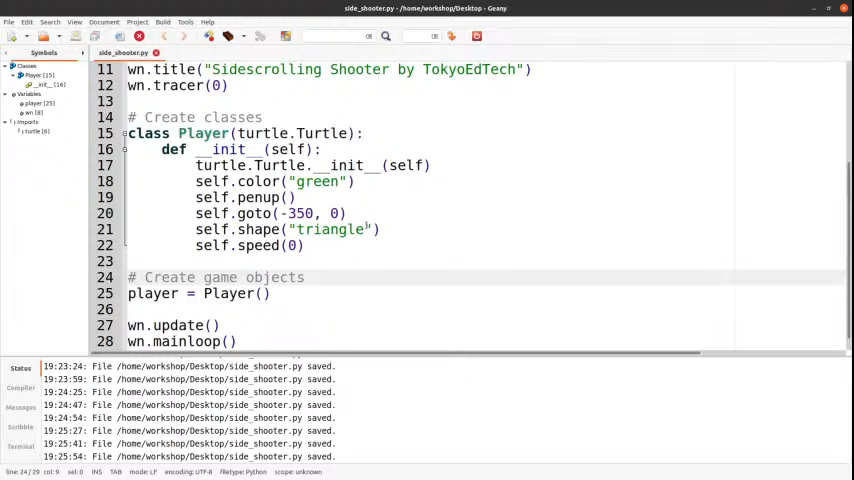 side_shooter.py - /home/workshop/Desktop - Geany
File Edit Search View Document Project Build Tools Help
Symbols
side_shooter.py
Classes
Player [15]
__init__ [16]
Variables
player [25]
wn [8]
Imports
turtle [6]
11 wn.title("Sidescrolling Shooter by TokyoEdTech")
12 wn.tracer(0)
13
14 # Create classes
15 class Player(turtle.Turtle):
16 def __init__(self):
17 turtle.Turtle.__init__(self)
18 self.color("green")
19 self.penup()
20 self.goto(-350, 0)
21 self.shape("triangle")
22 self.speed(0)
23
24 # Create game objects
25 player = Player()
26
27 wn.update()
28 wn.mainloop()
Status
Compiler
Messages
Scribble
Terminal
19:23:24: File /home/workshop/Desktop/side_shooter.py saved.
19:23:59: File /home/workshop/Desktop/side_shooter.py saved.
19:24:25: File /home/workshop/Desktop/side_shooter.py saved.
19:24:47: File /home/workshop/Desktop/side_shooter.py saved.
19:24:54: File /home/workshop/Desktop/side_shooter.py saved.
19:25:27: File /home/workshop/Desktop/side_shooter.py saved.
19:25:41: File /home/workshop/Desktop/side_shooter.py saved.
19:25:54: File /home/workshop/Desktop/side_shooter.py saved.
line: 24 / 29 col: 9 sel: 0 INS TAB mode: LF encoding: UTF-8 filetype: Python scope: unknown